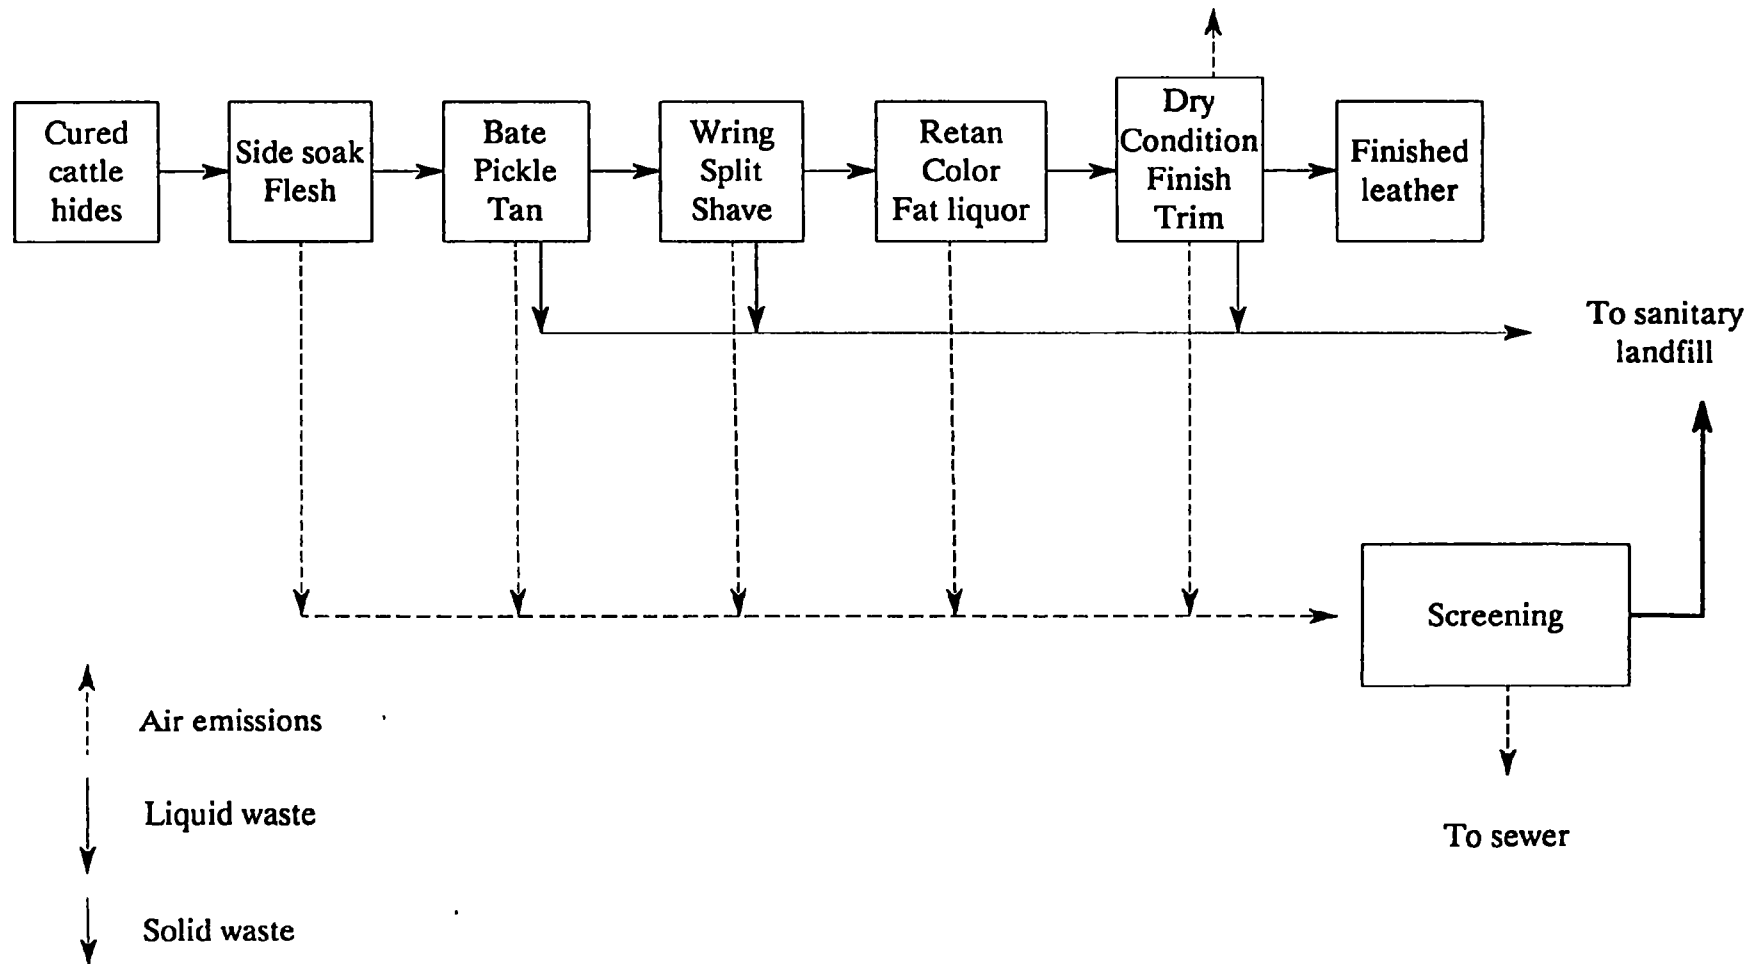 Cured
cattle
hides
Side soak
Flesh
Bate
Pickle
Tan
Wring
Split
Shave
Retan
Color
Fat liquor
Dry
Condition
Finish
Trim
Finished
leather
To sanitary
landfill
Screening
To sewer
Air emissions
Liquid waste
Solid waste